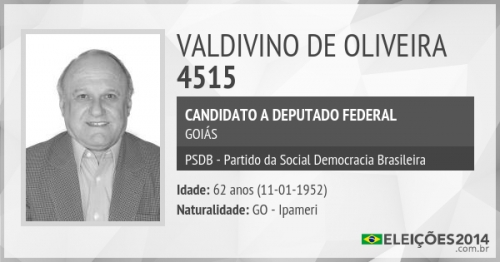 VALDIVINO DE OLIVEIRA
4515
CANDIDATO A DEPUTADO FEDERAL
GOIÁS
PSDB - Partido da Social Democracia Brasileira
Idade: 62 anos (11-01-1952)
Naturalidade: GO - Ipameri
ELEIÇÕES2014
.com.br